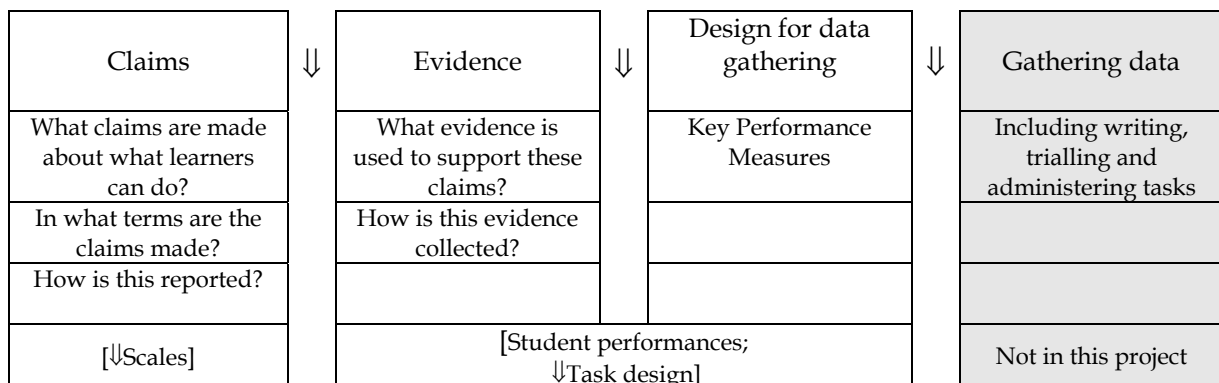 Claims
⇓
Evidence
⇓
Design for data
gathering
⇓
Gathering data
What claims are made
about what learners
can do?
What evidence is
used to support these
claims?
Key Performance
Measures
Including writing,
trialling and
administering tasks
In what terms are the
claims made?
How is this evidence
collected?
How is this reported?
[⇓Scales]
[Student performances;
⇓Task design]
Not in this project